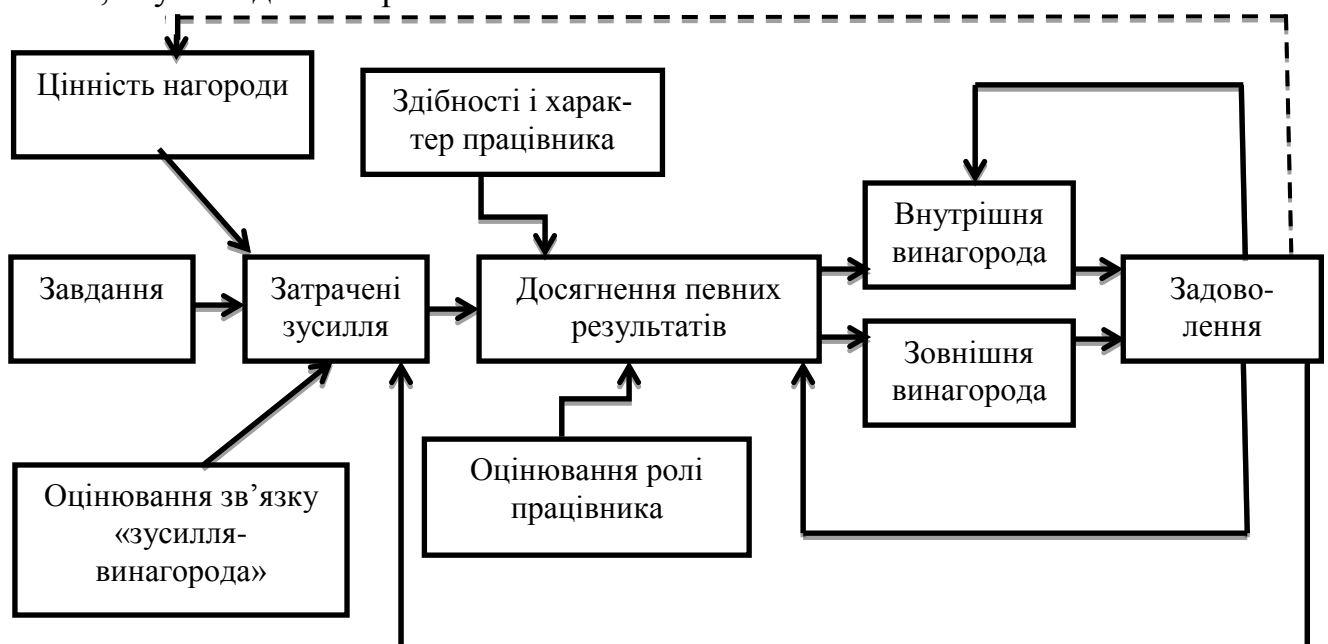 Цінність нагороди
Здібності і харак-
тер працівника
Внутрішня
винагорода
Завдання
Затрачені
зусилля
Досягнення певних
результатів
Задово-
лення
Зовнішня
винагорода
Оцінювання ролі
працівника
Оцінювання зв’язку
«зусилля-
винагорода»